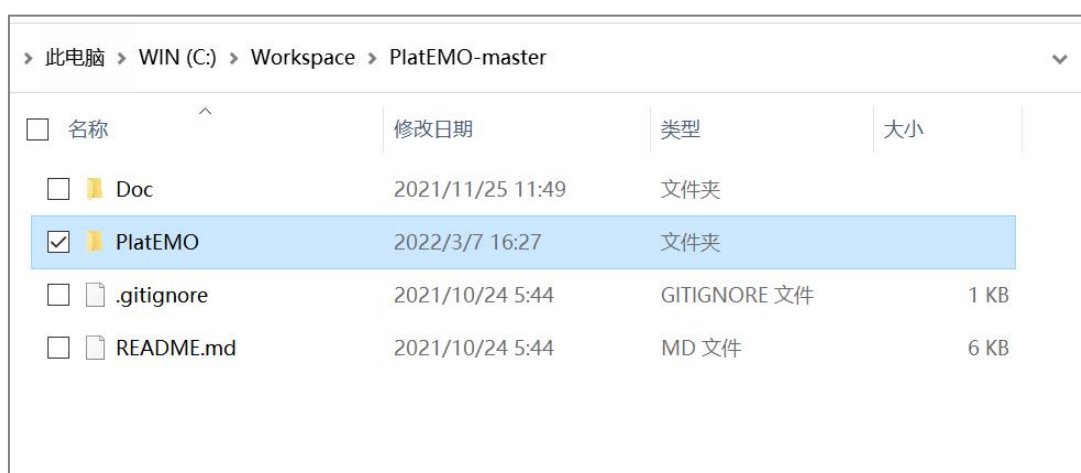 此电脑 > WIN (C:) > Workspace > PlatEMO-master
名称 修改日期 类型 大小
Doc 2021/11/25 11:49 文件夹
PlatEMO 2022/3/7 16:27 文件夹
.gitignore 2021/10/24 5:44 GITIGNORE 文件 1 KB
README.md 2021/10/24 5:44 MD 文件 6 KB